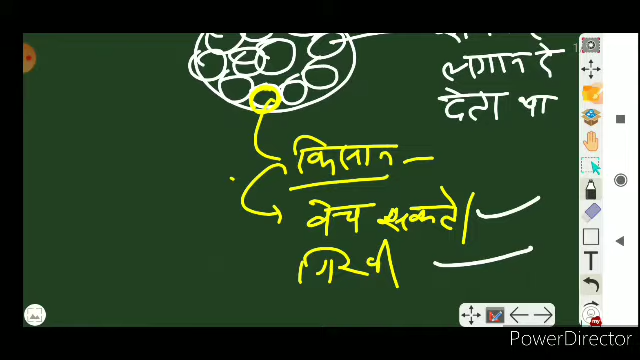 लगान दे
देता था
किसान –
बेच सकते/
गिरवी
PowerDirector